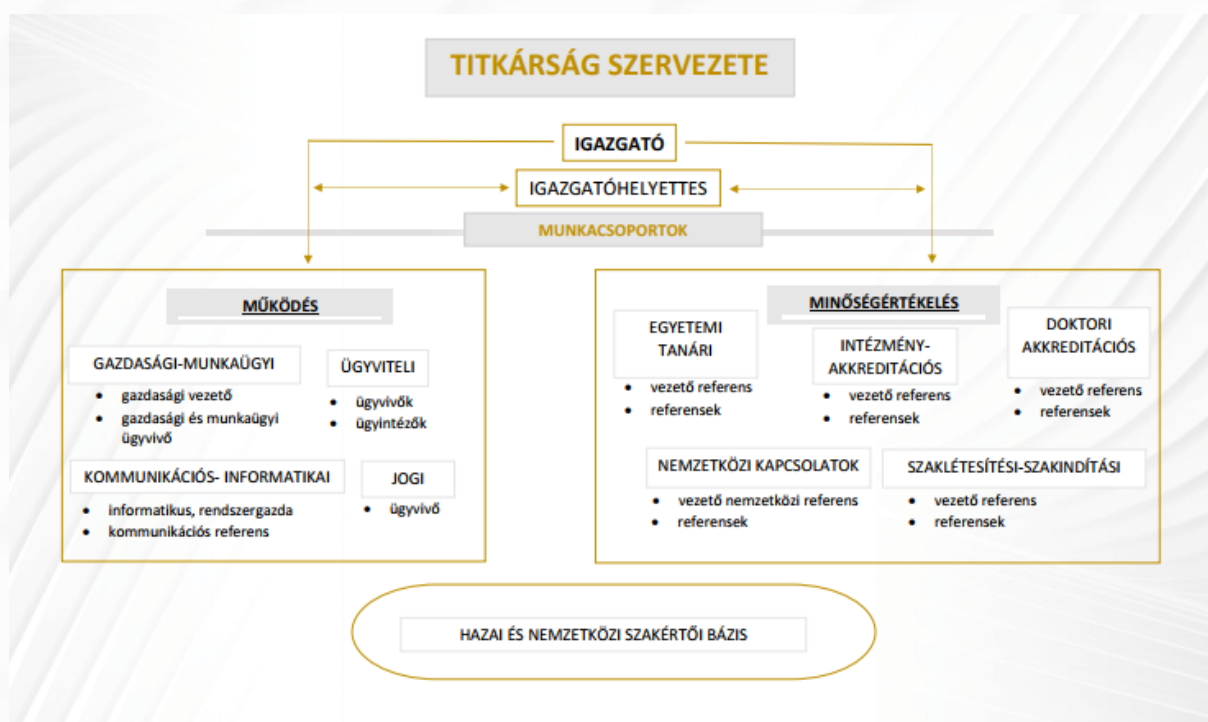 TITKÁRSÁG SZERVEZETE
IGAZGATÓ
IGAZGATÓHELYETTES
MUNKACSOPORTOK
MŰKÖDÉS
GAZDASÁGI-MUNKAÜGYI
• gazdasági vezető
• gazdasági és munkaügyi
ügyvivő
ÜGYVITELI
• ügyvivők
• ügyintézők
KOMMUNIKÁCIÓS- INFORMATIKAI
• informatikus, rendszergazda
• kommunikációs referens
JOGI
• ügyvivő
MINŐSÉGÉRTÉKELÉS
EGYETEMI
TANÁRI
• vezető referens
• referensek
INTÉZMÉNY-
AKKREDITÁCIÓS
• vezető referens
• referensek
DOKTORI
AKKREDITÁCIÓS
• vezető referens
• referensek
NEMZETKÖZI KAPCSOLATOK
• vezető nemzetközi referens
• referensek
SZAKLÉTESÍTÉSI-SZAKINDÍTÁSI
• vezető referens
• referensek
HAZAI ÉS NEMZETKÖZI SZAKÉRTŐI BÁZIS